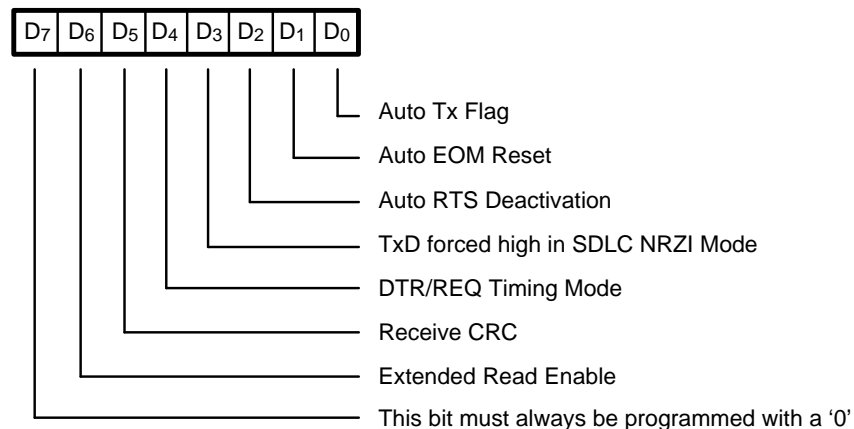 D7 D6 D5 D4 D3 D2 D1 D0
Auto Tx Flag
Auto EOM Reset
Auto RTS Deactivation
TxD forced high in SDLC NRZI Mode
DTR/REQ Timing Mode
Receive CRC
Extended Read Enable
This bit must always be programmed with a ‘0’